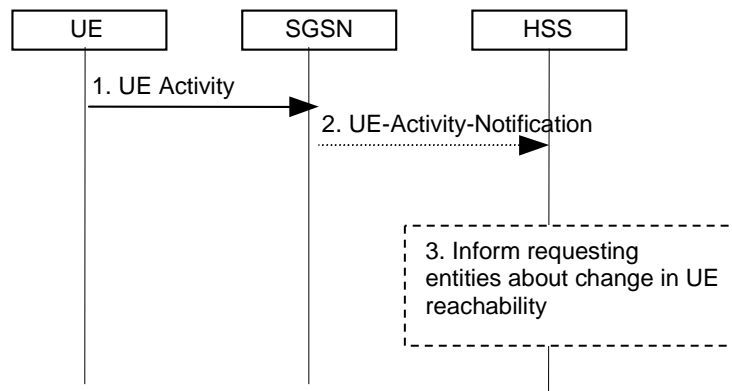 UE
SGSN
HSS
1. UE Activity
2. UE-Activity-Notification
3. Inform requesting
entities about change in UE
reachability